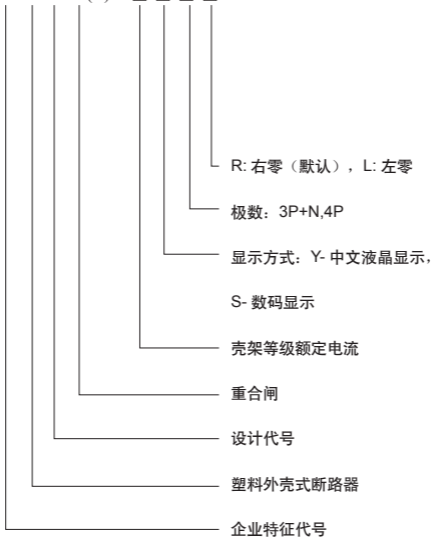 R: 右零（默认），L: 左零
极数：3P+N,4P
显示方式：Y- 中文液晶显示，
S- 数码显示
壳架等级额定电流
重合闸
设计代号
塑料外壳式断路器
企业特征代号